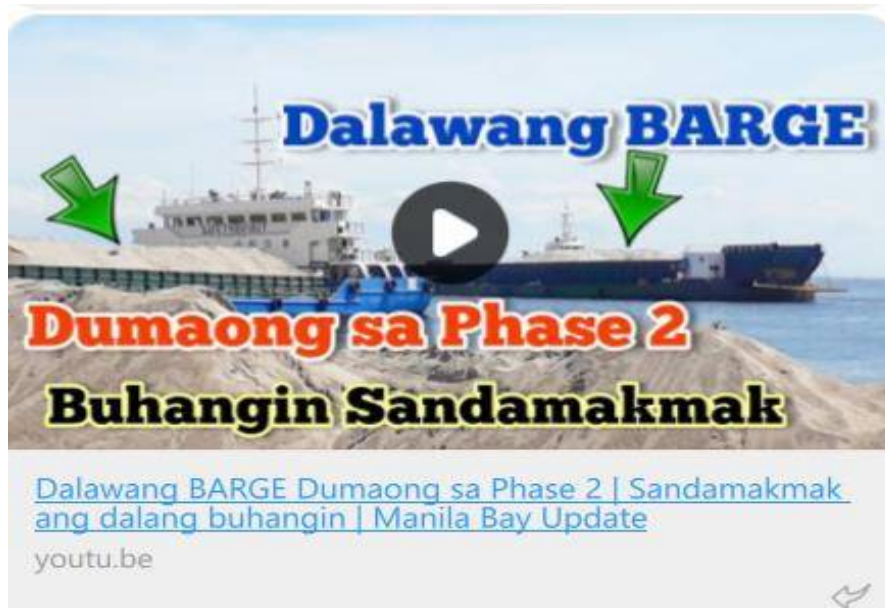 Dalawang BARGE
Dumaong sa Phase 2
Buhangin Sandamakmak
Dalawang BARGE Dumaong sa Phase 2 | Sandamakmak
ang dalang buhangin | Manila Bay Update
youtu.be